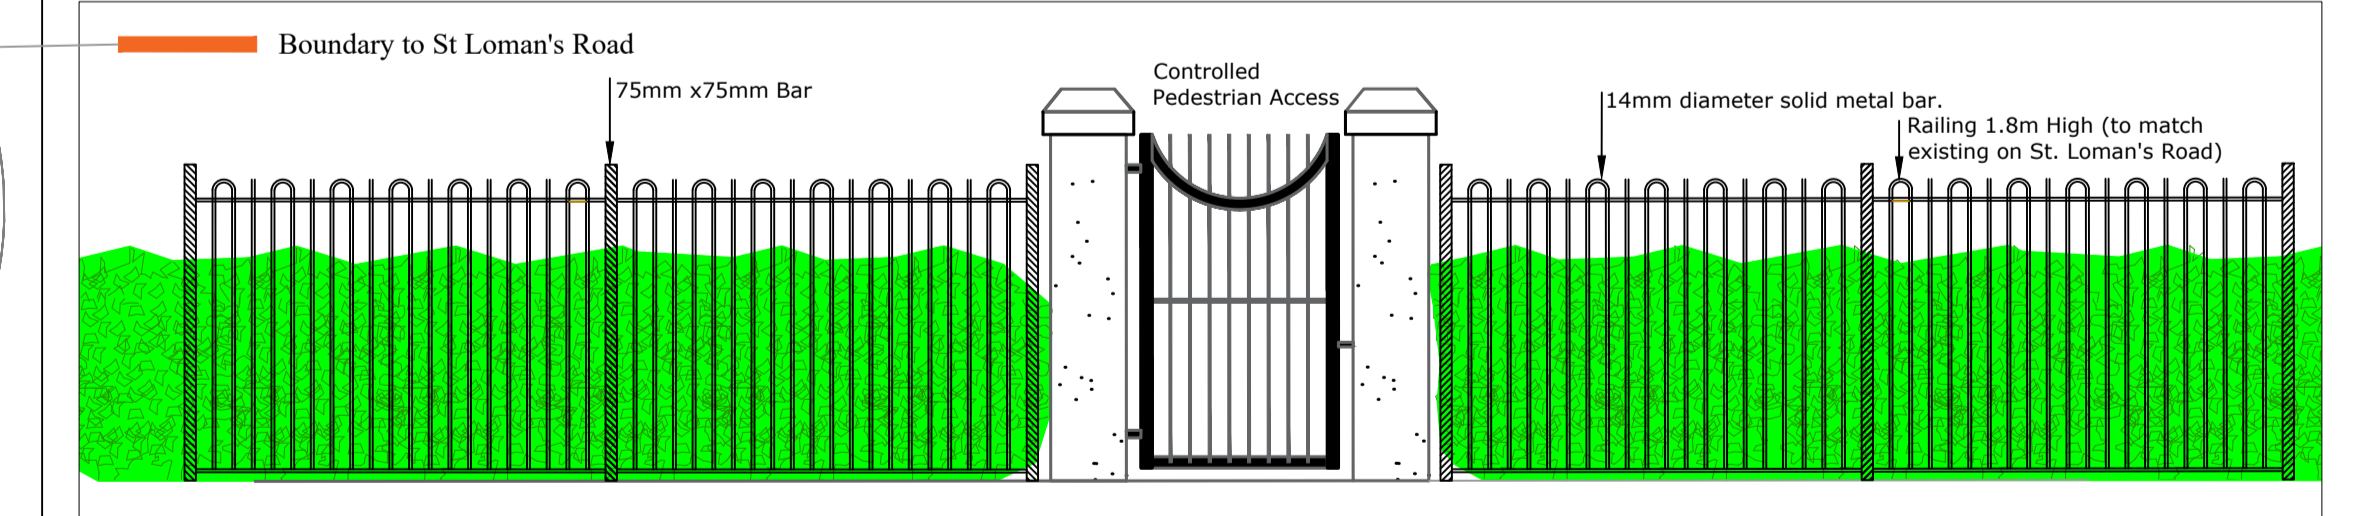 Boundary to St Loman's Road
75mm x75mm Bar
Controlled
Pedestrian Access
14mm diameter solid metal bar.
Railing 1.8m High (to match
existing on St. Loman's Road)